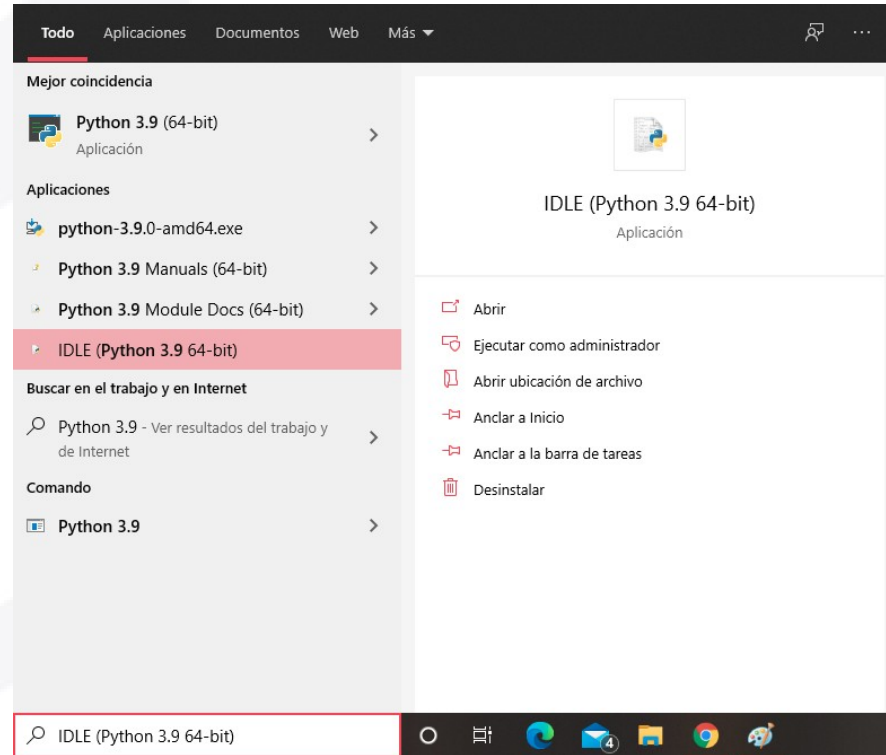 Todo Aplicaciones Documentos Web Más
Mejor coincidencia
Python 3.9 (64-bit)
Aplicación
Aplicaciones
python-3.9.0-amd64.exe
Python 3.9 Manuals (64-bit)
Python 3.9 Module Docs (64-bit)
IDLE (Python 3.9 64-bit)
Buscar en el trabajo y en Internet
Python 3.9 - Ver resultados del trabajo y
de Internet
Comando
Python 3.9
IDLE (Python 3.9 64-bit)
Aplicación
Abrir
Ejecutar como administrador
Abrir ubicación de archivo
Anclar a Inicio
Anclar a la barra de tareas
Desinstalar
IDLE (Python 3.9 64-bit)
4